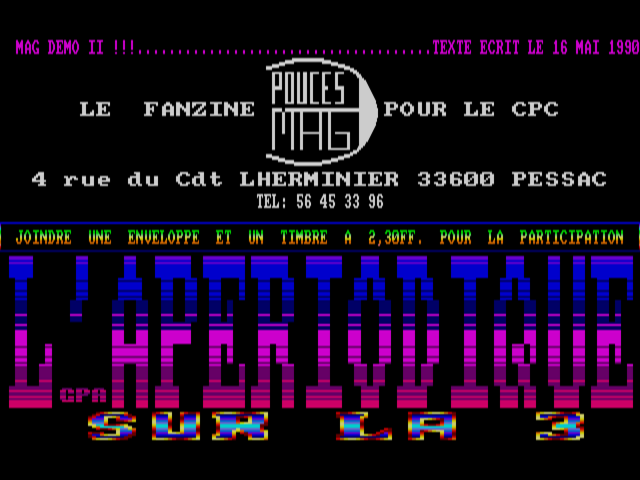 MAG DEMO II !!!.....................................TEXTE ECRIT LE 16 MAI 1990
LE FANZINE POUCES MAG POUR LE CPC
4 rue du Cdt LHERMINIER 33600 PESSAC
TEL: 56 45 33 96
JOINDRE UNE ENVELOPPE ET UN TIMBRE A 2,30FF. POUR LA PARTICIPATION
L'APERIODIQUE
CPA
SUR LA 3